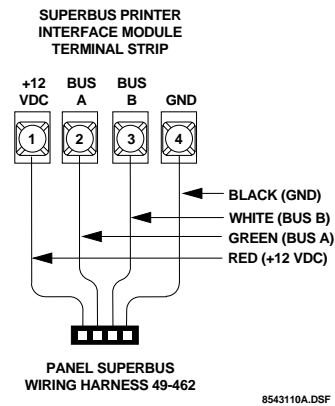 SUPERBUS PRINTER
INTERFACE MODULE
TERMINAL STRIP
+12 VDC
BUS A
BUS B
GND
1 2 3 4
BLACK (GND)
WHITE (BUS B)
GREEN (BUS A)
RED (+12 VDC)
PANEL SUPERBUS
WIRING HARNESS 49-462
8543110A.DSF